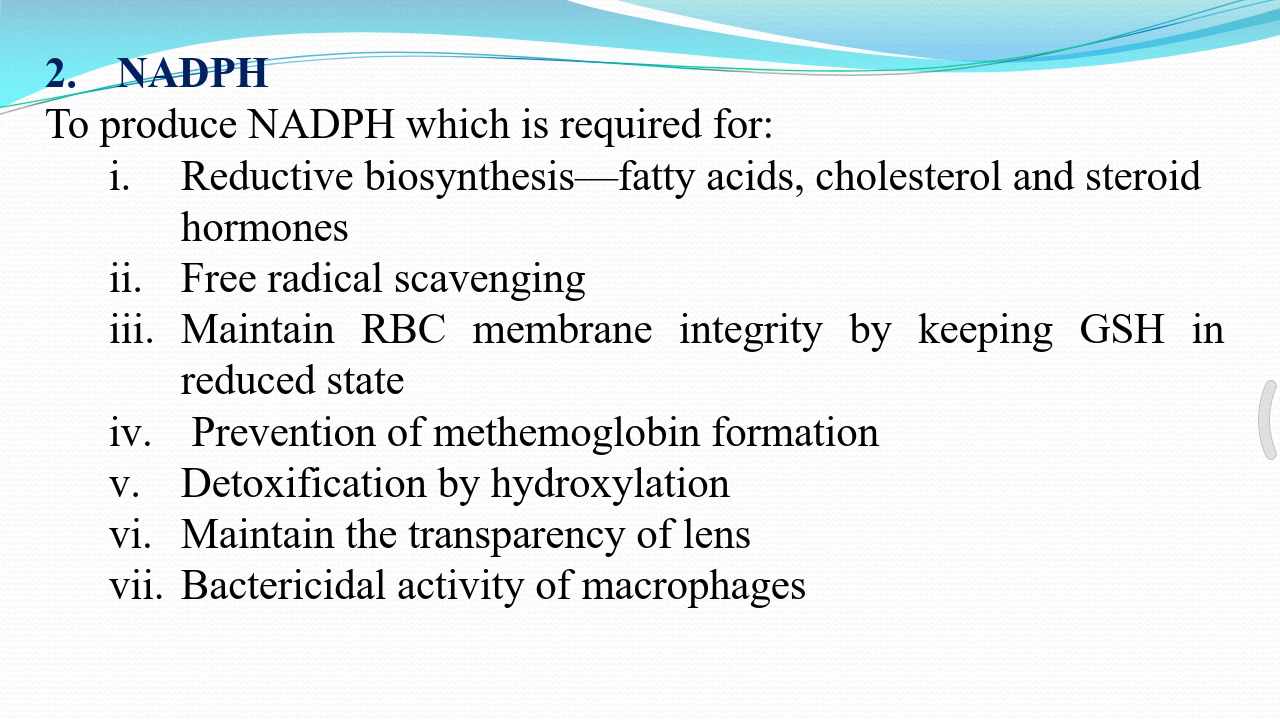 2. NADPH
To produce NADPH which is required for:
i. Reductive biosynthesis—fatty acids, cholesterol and steroid
hormones
ii. Free radical scavenging
iii. Maintain RBC membrane integrity by keeping GSH in
reduced state
iv. Prevention of methemoglobin formation
v. Detoxification by hydroxylation
vi. Maintain the transparency of lens
vii. Bactericidal activity of macrophages